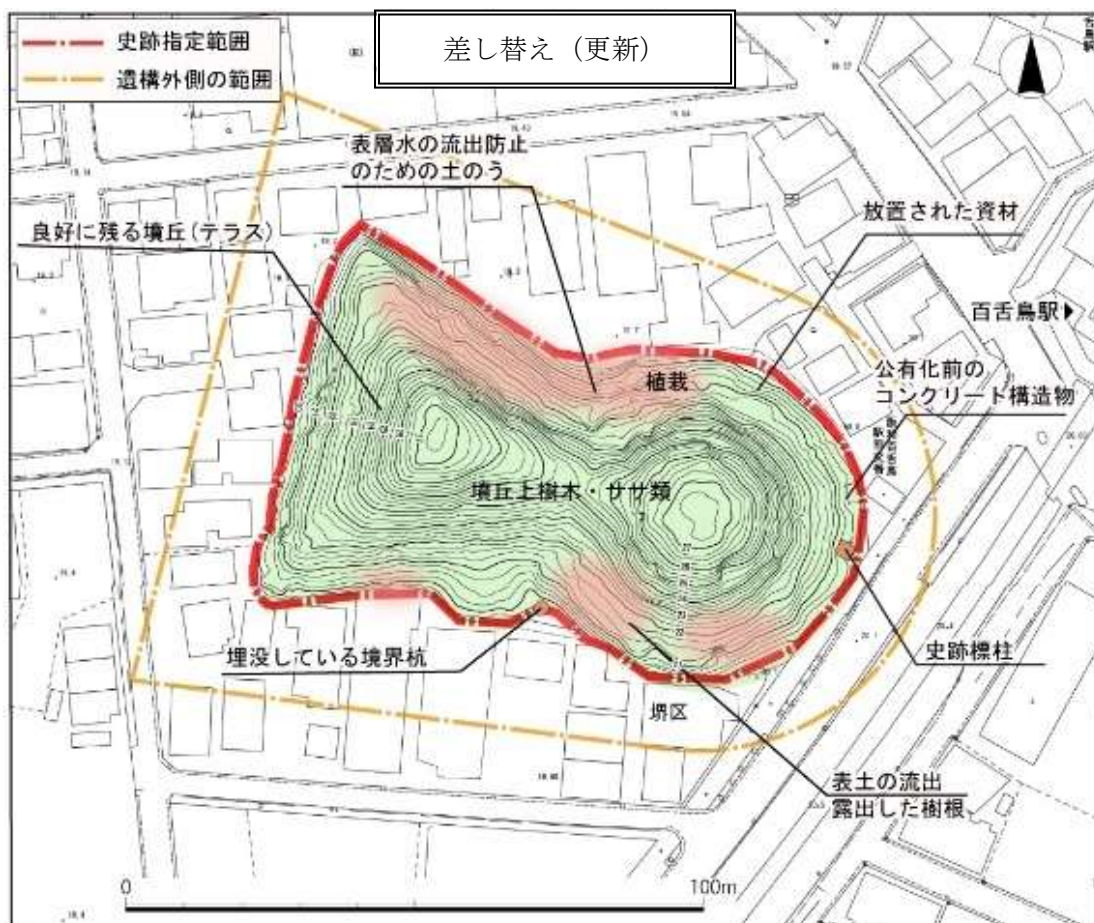 史跡指定範囲
遺構外側の範囲
差し替え（更新）
表層水の流出防止
のための土のう
良好に残る墳丘(テラス)
放置された資材
百舌鳥駅
公有化前の
コンクリート構造物
植栽
墳丘上樹木・ササ類
埋没している境界杭
史跡標柱
堺区
表土の流出
露出した樹根
0
100m